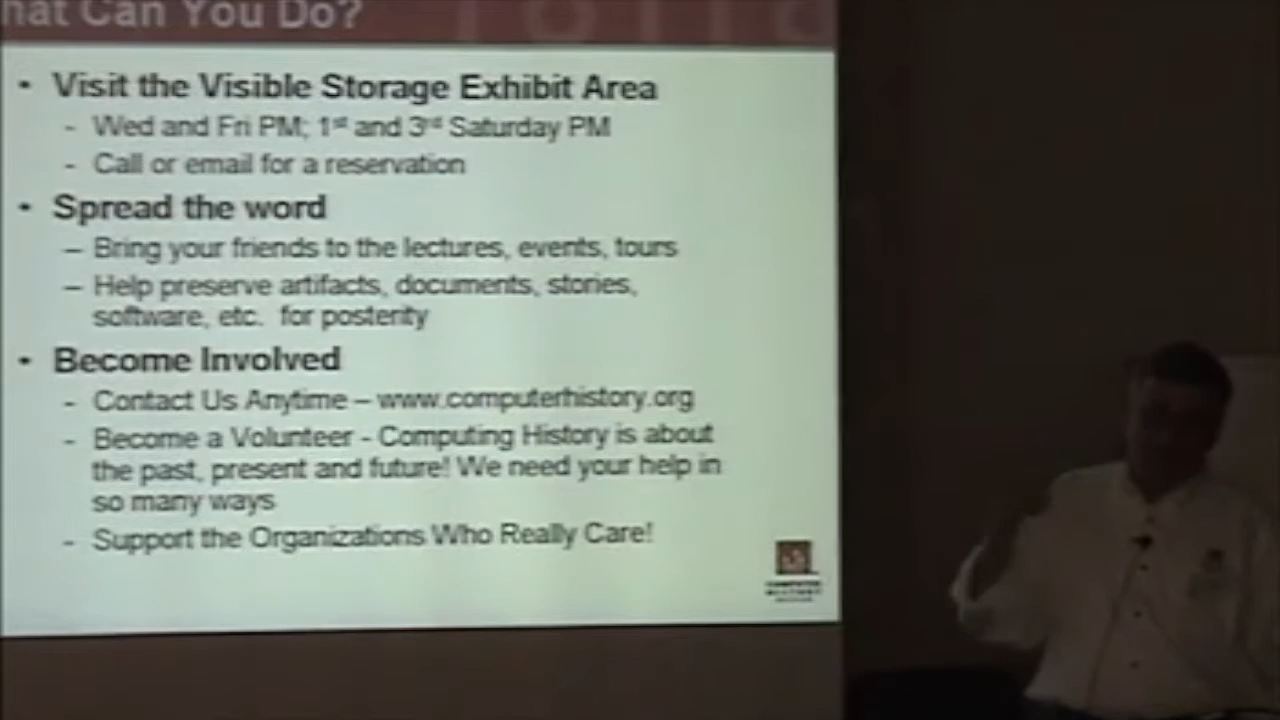 hat Can You Do?
• Visit the Visible Storage Exhibit Area
- Wed and Fri PM; 1st and 3rd Saturday PM
- Call or email for a reservation
• Spread the word
– Bring your friends to the lectures, events, tours
– Help preserve artifacts, documents, stories,
software, etc. for posterity
• Become Involved
- Contact Us Anytime – www.computerhistory.org
- Become a Volunteer - Computing History is about
the past, present and future! We need your help in
so many ways
- Support the Organizations Who Really Care!
COMPUTER
HISTORY